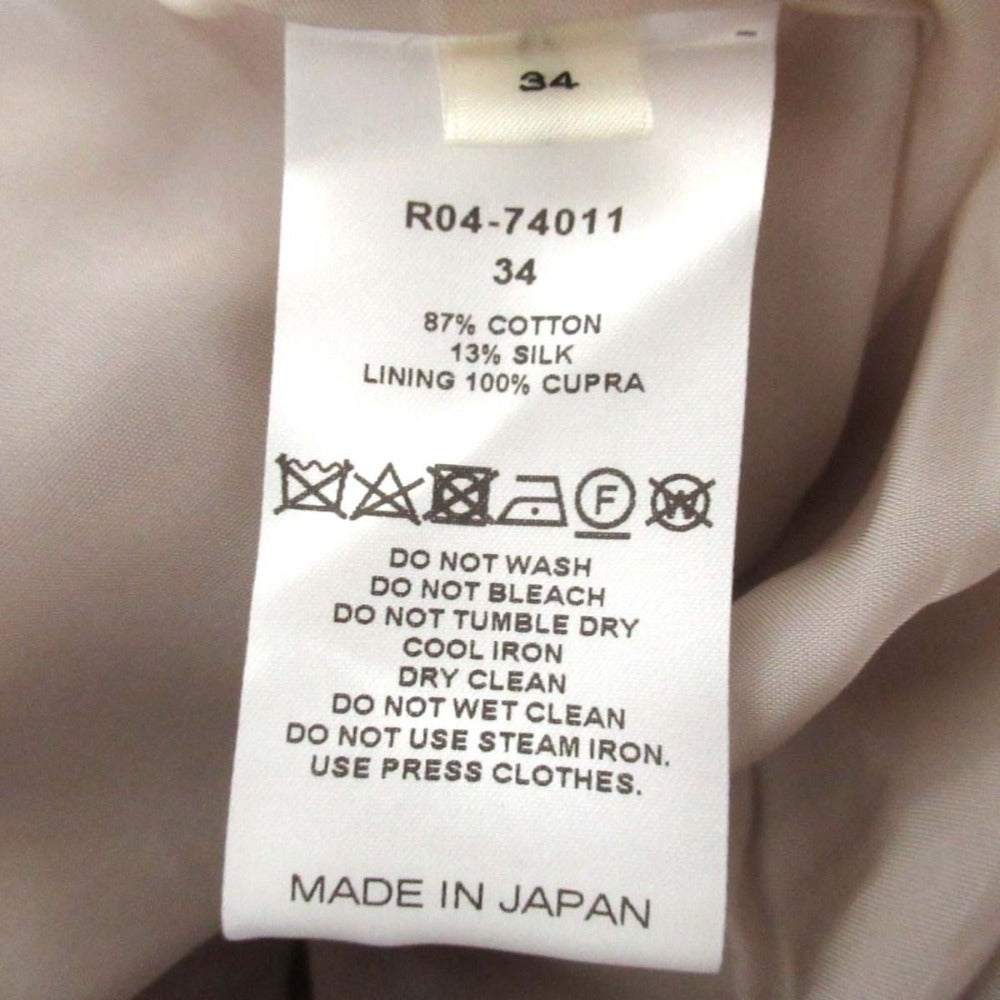 34
R04-74011
34
87% COTTON
13% SILK
LINING 100% CUPRA
F W
DO NOT WASH
DO NOT BLEACH
DO NOT TUMBLE DRY
COOL IRON
DRY CLEAN
DO NOT WET CLEAN
DO NOT USE STEAM IRON.
USE PRESS CLOTHES.
MADE IN JAPAN